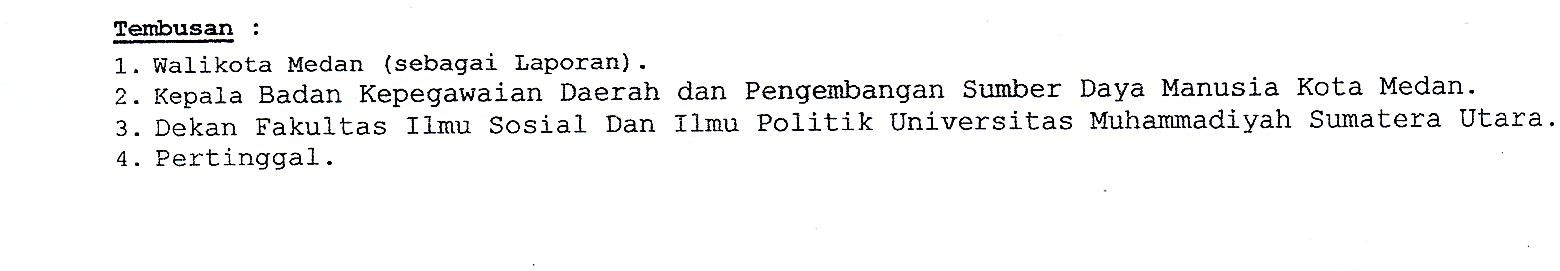 Tembusan :
1. Walikota Medan (sebagai Laporan).
2. Kepala Badan Kepegawaian Daerah dan Pengembangan Sumber Daya Manusia Kota Medan.
3. Dekan Fakultas Ilmu Sosial Dan Ilmu Politik Universitas Muhammadiyah Sumatera Utara.
4. Pertinggal.